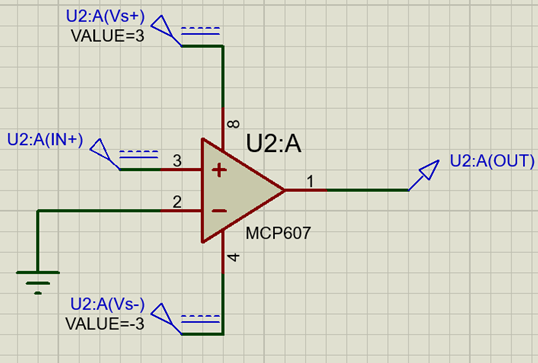 U2:A(Vs+)
VALUE=3
8
U2:A
U2:A(IN+)
3
+
1
U2:A(OUT)
2
−
MCP607
4
U2:A(Vs-)
VALUE=-3